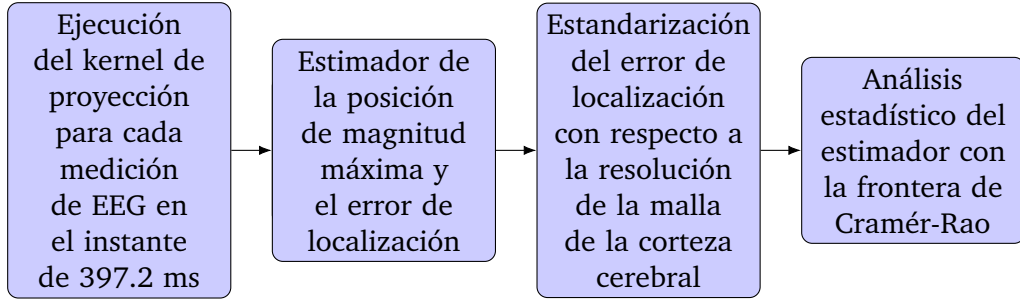 Ejecución
del kernel de
proyección
para cada
medición
de EEG en
el instante
de 397.2 ms
Estimador de
la posición
de magnitud
máxima y
el error de
localización
Estandarización
del error de
localización
con respecto a
la resolución
de la malla
de la corteza
cerebral
Análisis
estadístico del
estimador con
la frontera de
Cramér-Rao